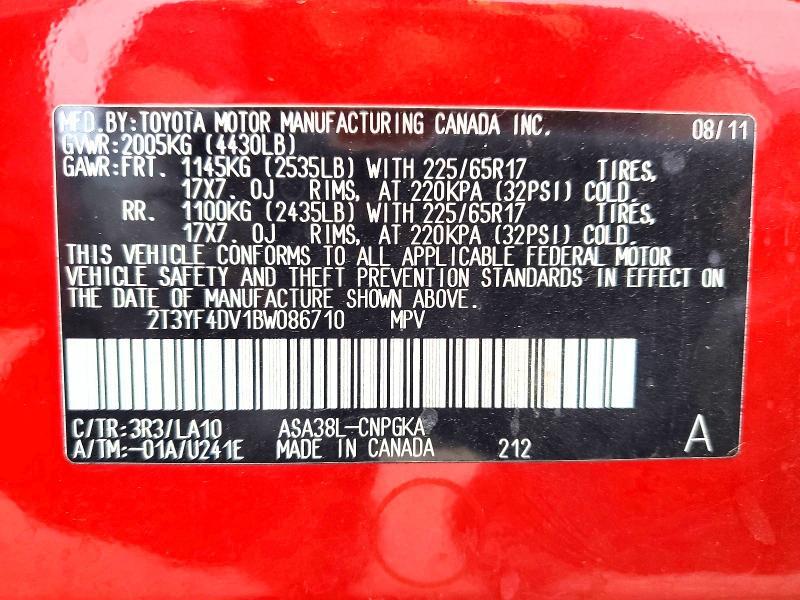 MFD.BY:TOYOTA MOTOR MANUFACTURING CANADA INC. 08/11
GVWR:2005KG (4430LB)
GAWR:FRT. 1145KG (2535LB) WITH 225/65R17 TIRES,
17X7. 0J RIMS, AT 220KPA (32PSI) COLD.
RR. 1100KG (2435LB) WITH 225/65R17 TIRES,
17X7. 0J RIMS, AT 220KPA (32PSI) COLD.
THIS VEHICLE CONFORMS TO ALL APPLICABLE FEDERAL MOTOR
VEHICLE SAFETY AND THEFT PREVENTION STANDARDS IN EFFECT ON
THE DATE OF MANUFACTURE SHOWN ABOVE.
2T3YF4DV1BW086710 MPV
C/TR:3R3/LA10 ASA38L-CNPGKA
A/TM:-01A/U241E MADE IN CANADA 212 A